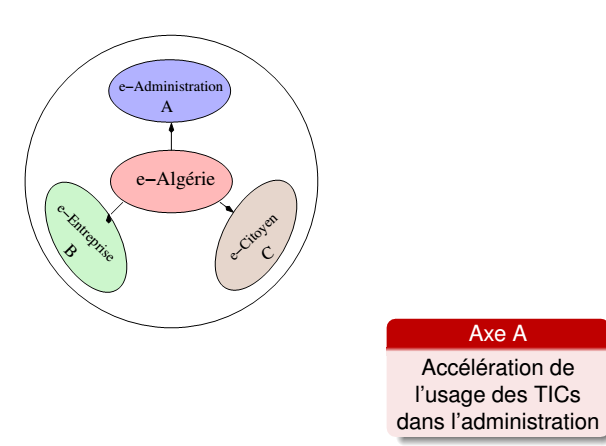 e−Administration
A
e−Algérie
e−Entreprise
B
e−Citoyen
C
Axe A
Accélération de
l'usage des TICs
dans l'administration